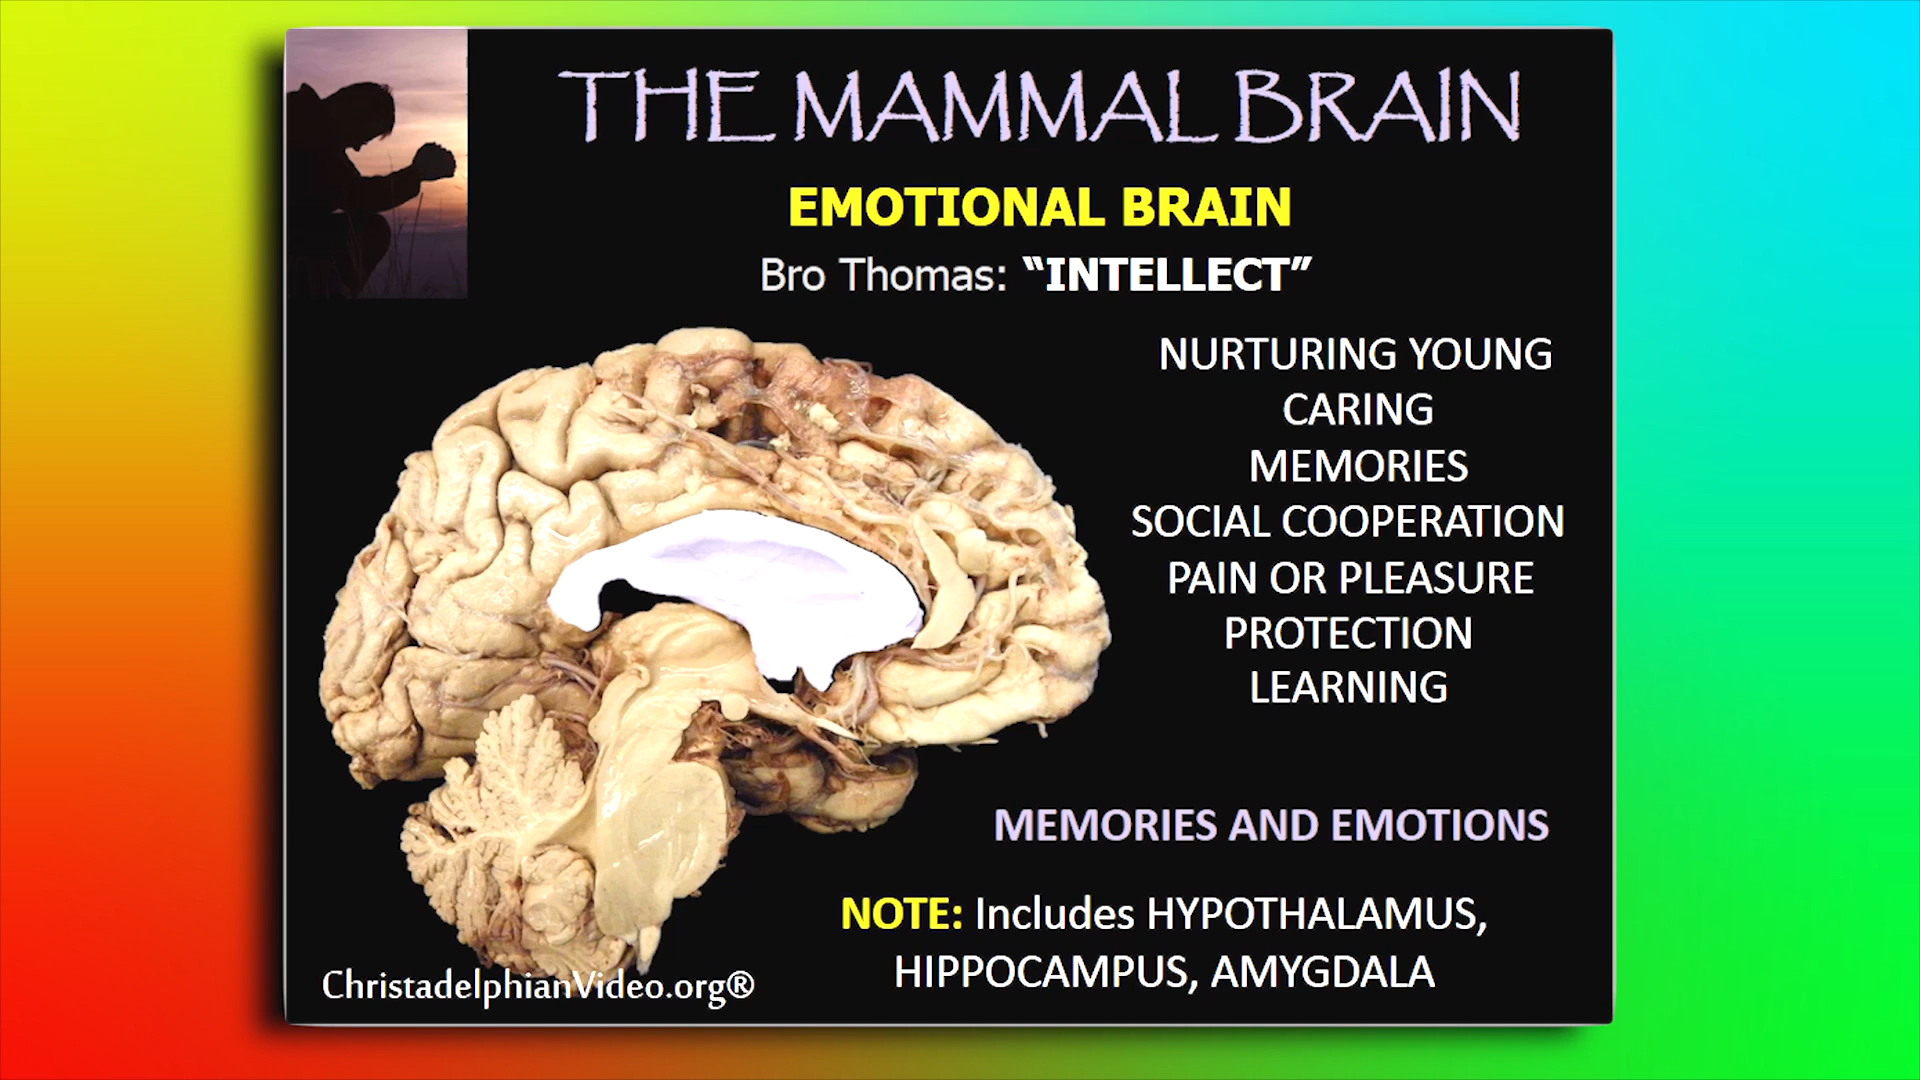 THE MAMMAL BRAIN
EMOTIONAL BRAIN
Bro Thomas: “INTELLECT”
NURTURING YOUNG
CARING
MEMORIES
SOCIAL COOPERATION
PAIN OR PLEASURE
PROTECTION
LEARNING
MEMORIES AND EMOTIONS
NOTE: Includes HYPOTHALAMUS,
HIPPOCAMPUS, AMYGDALA
ChristadelphianVideo.org®